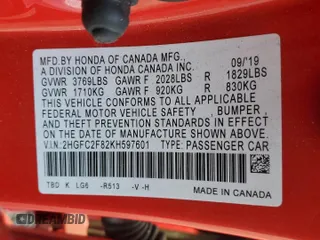 MFD.BY HONDA OF CANADA MFG., 09/'19
A DIVISION OF HONDA CANADA INC.
GVWR 3769LBS GAWR F 2028LBS R 1829LBS
GVWR 1710KG GAWR F 920KG R 830KG
THIS VEHICLE CONFORMS TO ALL APPLICABLE
FEDERAL MOTOR VEHICLE SAFETY, BUMPER,
AND THEFT PREVENTION STANDARDS IN EFFECT
ON THE DATE OF MANUFACTURE SHOWN ABOVE.
V.I.N: 2HGFC2F82KH597601 TYPE: PASSENGER CAR
TBD K LG6 -R513 -V-H
MADE IN CANADA
DREAMBID